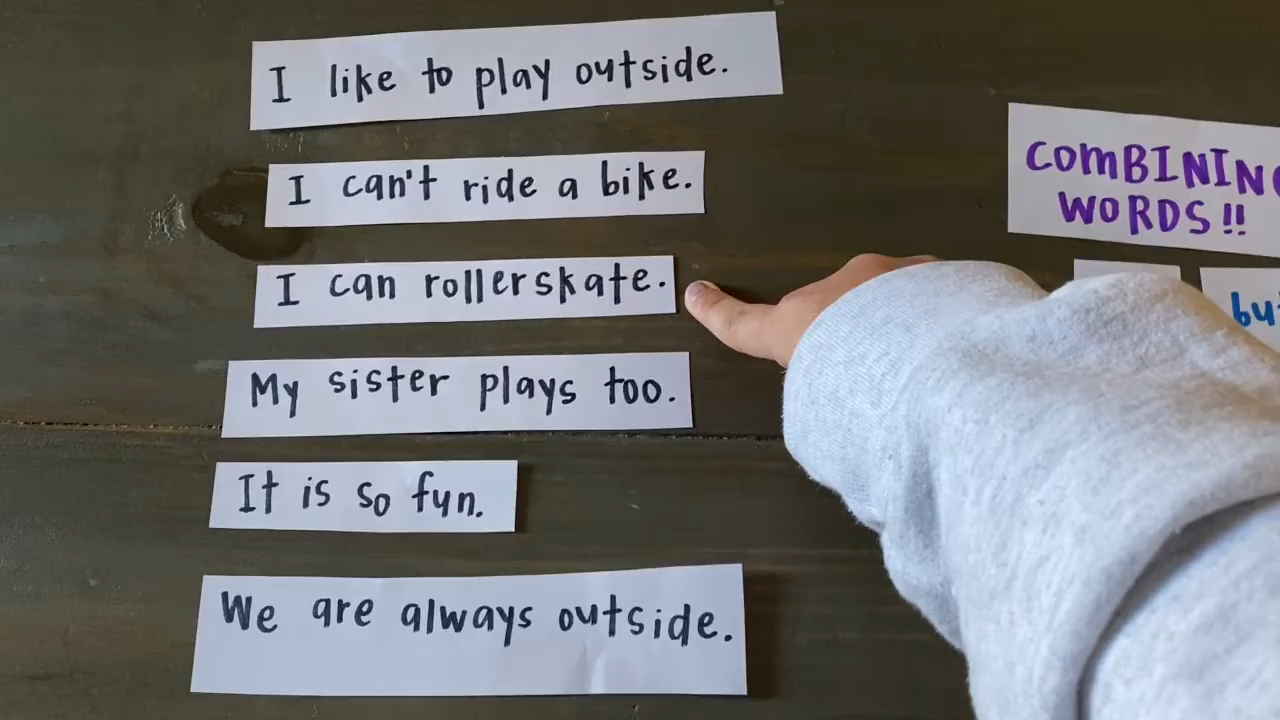 I like to play outside.
I can't ride a bike.
I can rollerskate.
My sister plays too.
It is so fun.
We are always outside.
COMBINING
WORDS!!